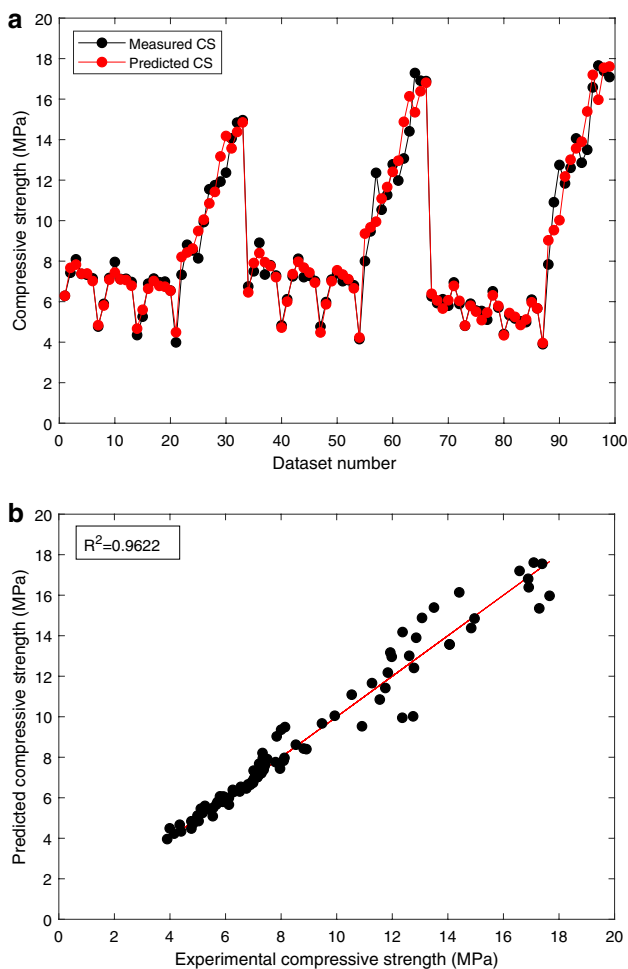 a
Measured CS
Predicted CS
20
18
16
14
12
10
8
6
4
2
0
Compressive strength (MPa)
0 10 20 30 40 50 60 70 80 90 100
Dataset number
b
R²=0.9622
20
18
16
14
12
10
8
6
4
2
0
Predicted compressive strength (MPa)
0 2 4 6 8 10 12 14 16 18 20
Experimental compressive strength (MPa)